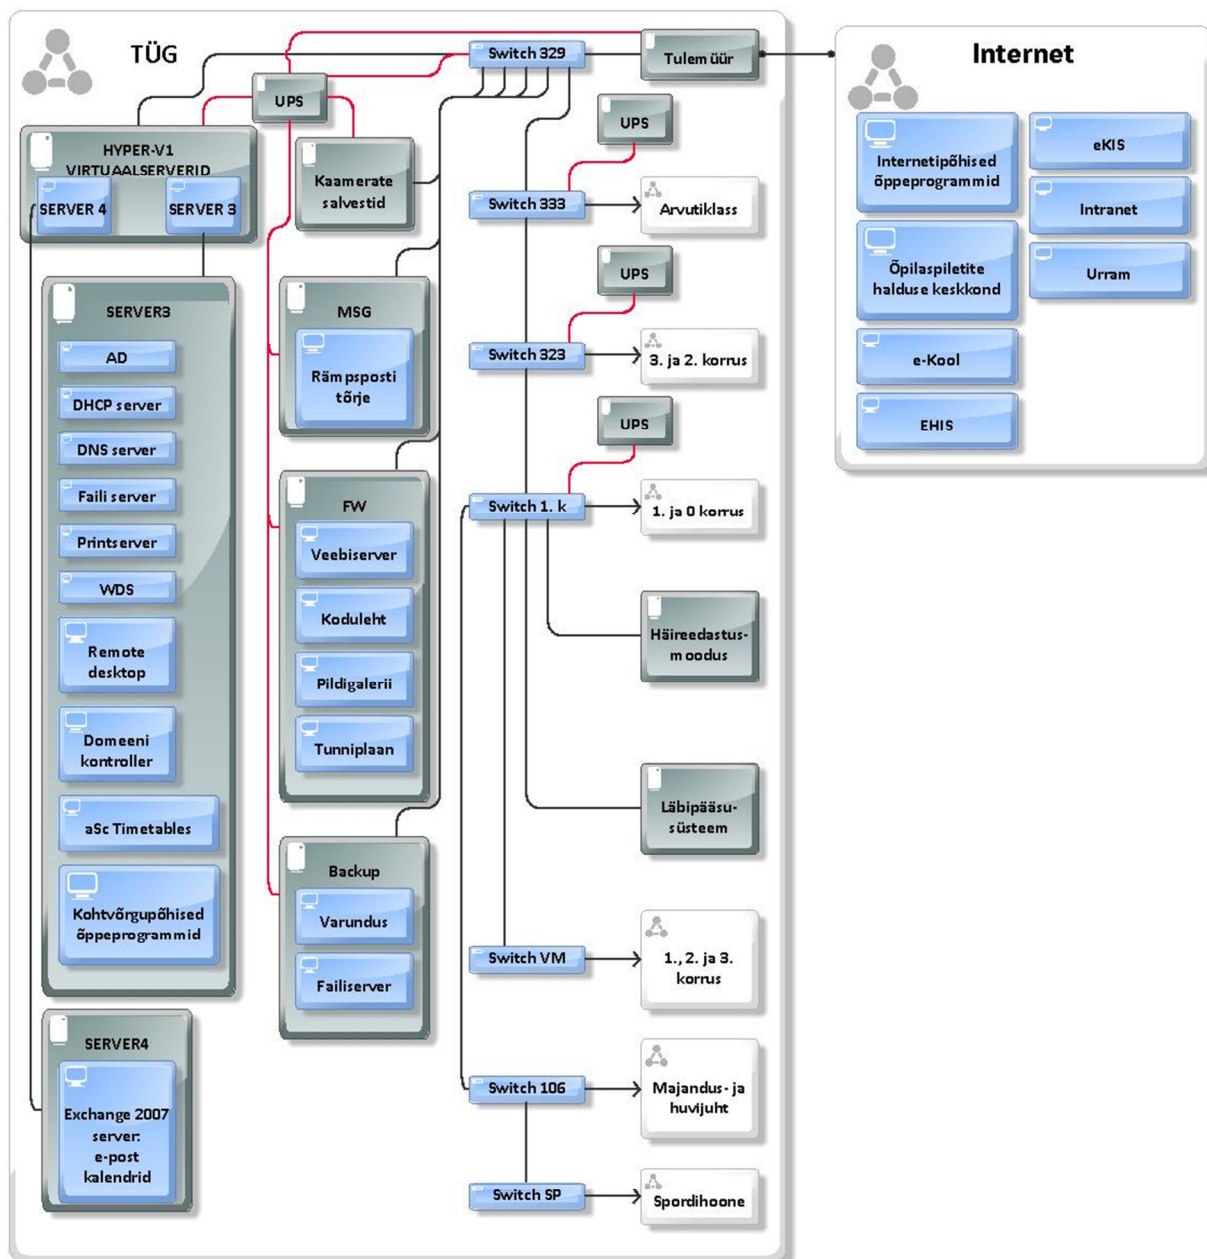 TÜG
Switch 329
Tulemüür
Internet
UPS
HYPER-V1
VIRTUAALSERVERID
SERVER 4
SERVER 3
Kaamerate
salvestid
UPS
Switch 333
Arvutiklass
UPS
Switch 323
3. ja 2. korrus
UPS
Switch 1. k
1. ja 0 korrus
Häireedastus-
moodus
Läbipääsu-
süsteem
Switch VM
1., 2. ja 3.
korrus
Switch 106
Majandus- ja
huvijuht
Switch SP
Spordihoone
SERVER3
AD
DHCP server
DNS server
Faili server
Printserver
WDS
Remote
desktop
Domeeni
kontroller
aSc Timetables
Kohtvõrgupõhised
õppeprogrammid
SERVER4
Exchange 2007
server:
e-post
kalendrid
MSG
Rämpsposti
tõrje
FW
Veebiserver
Koduleht
Pildigalerii
Tunniplaan
Backup
Varundus
Failiserver
Internetipõhised
õppeprogrammid
Õpilaspiletite
halduse keskkond
e-Kool
EHIS
eKIS
Intranet
Urram